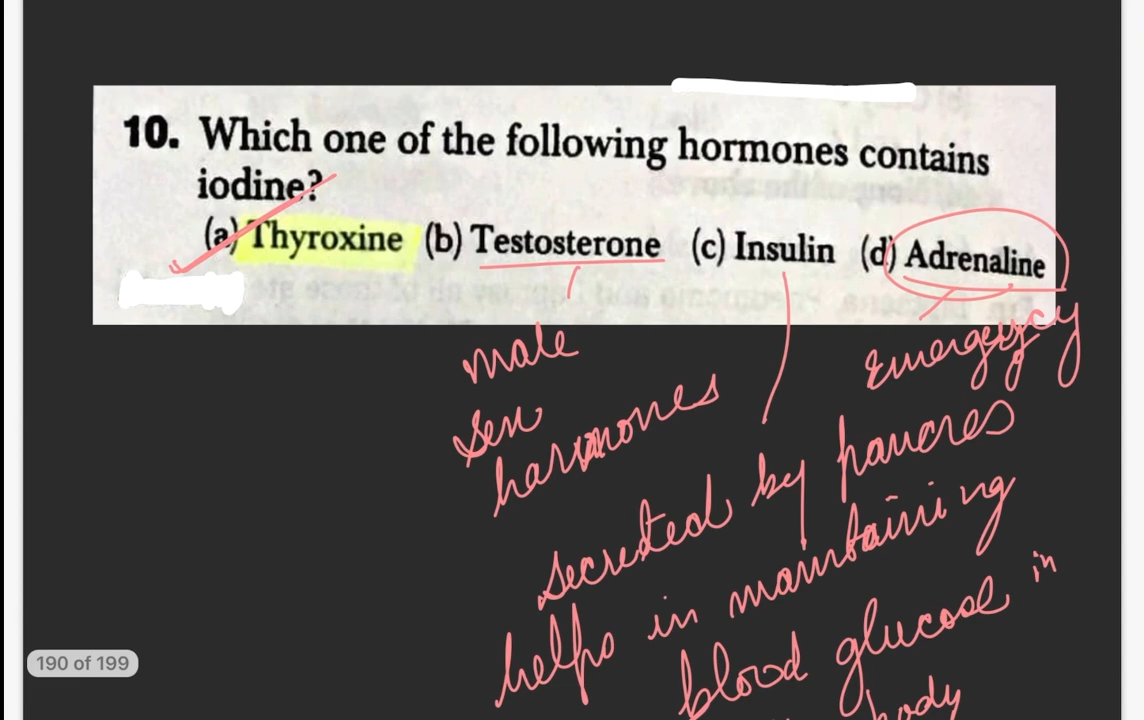 10. Which one of the following hormones contains
iodine?
(a) Thyroxine (b) Testosterone (c) Insulin (d) Adrenaline
male
sex
harmones
Emergency
secreted by pancres
helps in maintaining
blood glucose in
body
190 of 199